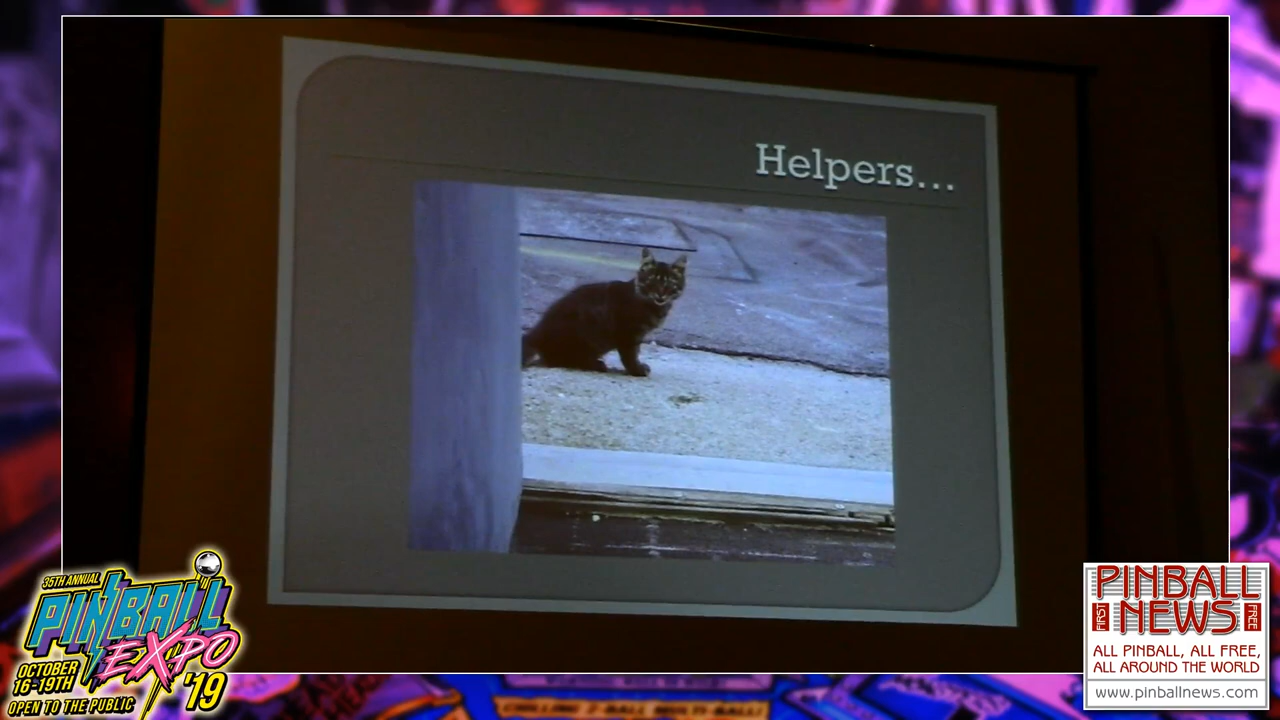 Helpers...
35TH ANNUAL
PINBALL
EXPO
OCTOBER
16-19TH
'19
OPEN TO THE PUBLIC
PINBALL
FIRST
NEWS
FREE
ALL PINBALL, ALL FREE,
ALL AROUND THE WORLD
www.pinballnews.com